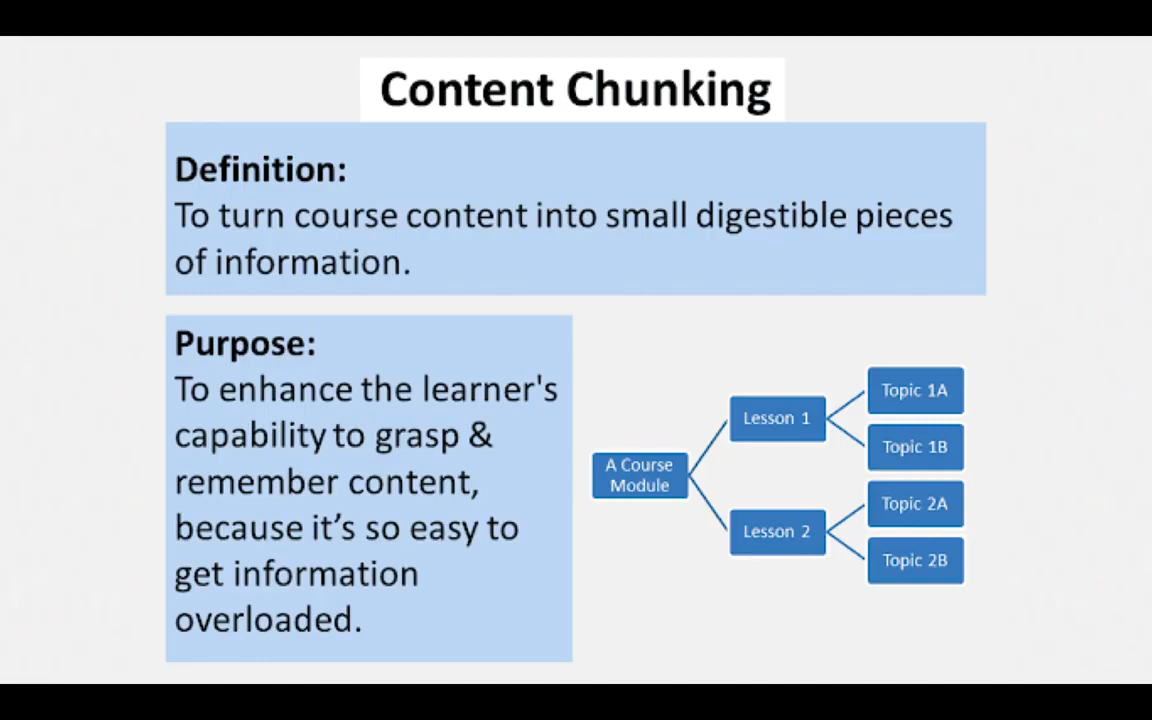 Content Chunking
Definition:
To turn course content into small digestible pieces
of information.
Purpose:
To enhance the learner's
capability to grasp &
remember content,
because it’s so easy to
get information
overloaded.
A Course
Module
Lesson 1
Topic 1A
Topic 1B
Lesson 2
Topic 2A
Topic 2B